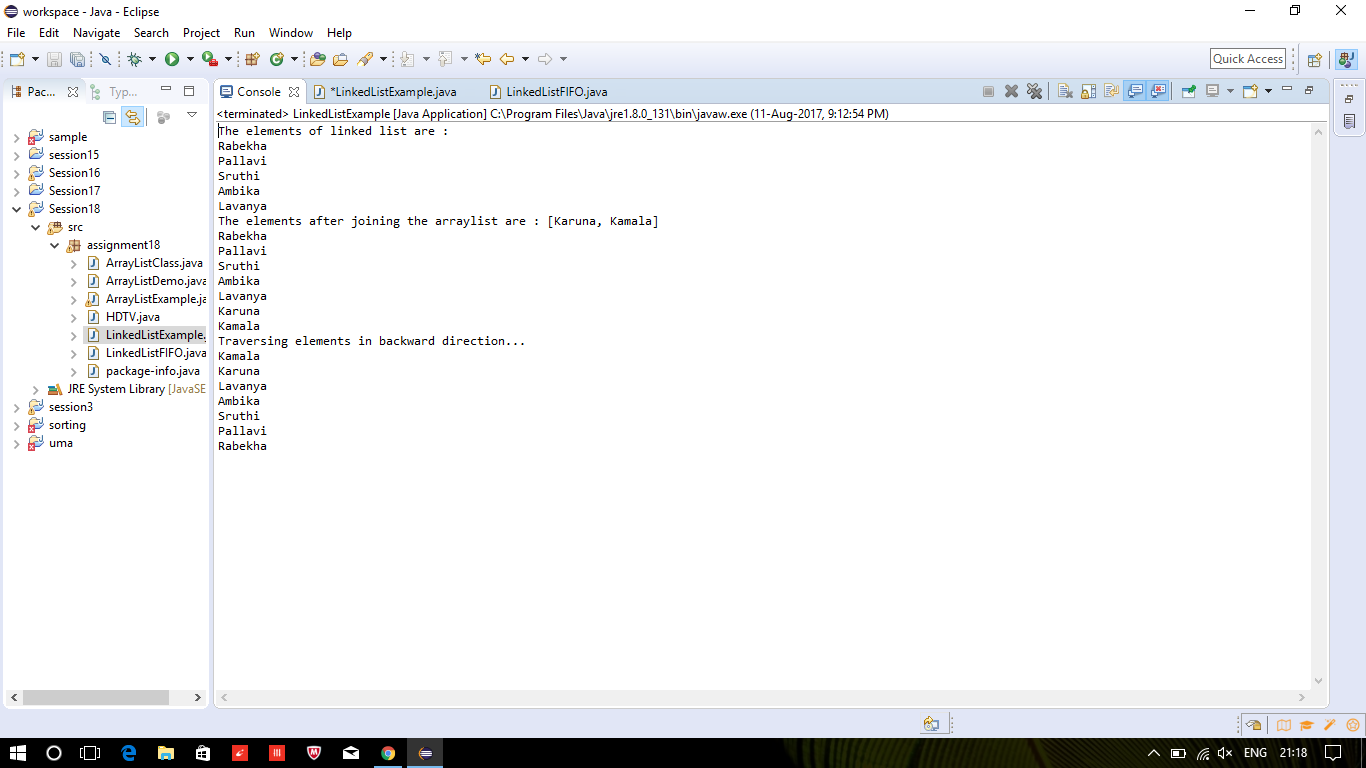 workspace - Java - Eclipse
File Edit Navigate Search Project Run Window Help
Quick Access
Pac... Typ...
sample
session15
Session16
Session17
Session18
src
assignment18
ArrayListClass.java
ArrayListDemo.java
ArrayListExample.ja
HDTV.java
LinkedListExample.
LinkedListFIFO.java
package-info.java
JRE System Library [JavaSE
session3
sorting
uma
Console *LinkedListExample.java LinkedListFIFO.java
<terminated> LinkedListExample [Java Application] C:\Program Files\Java\jre1.8.0_131\bin\javaw.exe (11-Aug-2017, 9:12:54 PM)
The elements of linked list are :
Rabekha
Pallavi
Sruthi
Ambika
Lavanya
The elements after joining the arraylist are : [Karuna, Kamala]
Rabekha
Pallavi
Sruthi
Ambika
Lavanya
Karuna
Kamala
Traversing elements in backward direction...
Kamala
Karuna
Lavanya
Ambika
Sruthi
Pallavi
Rabekha
ENG 21:18